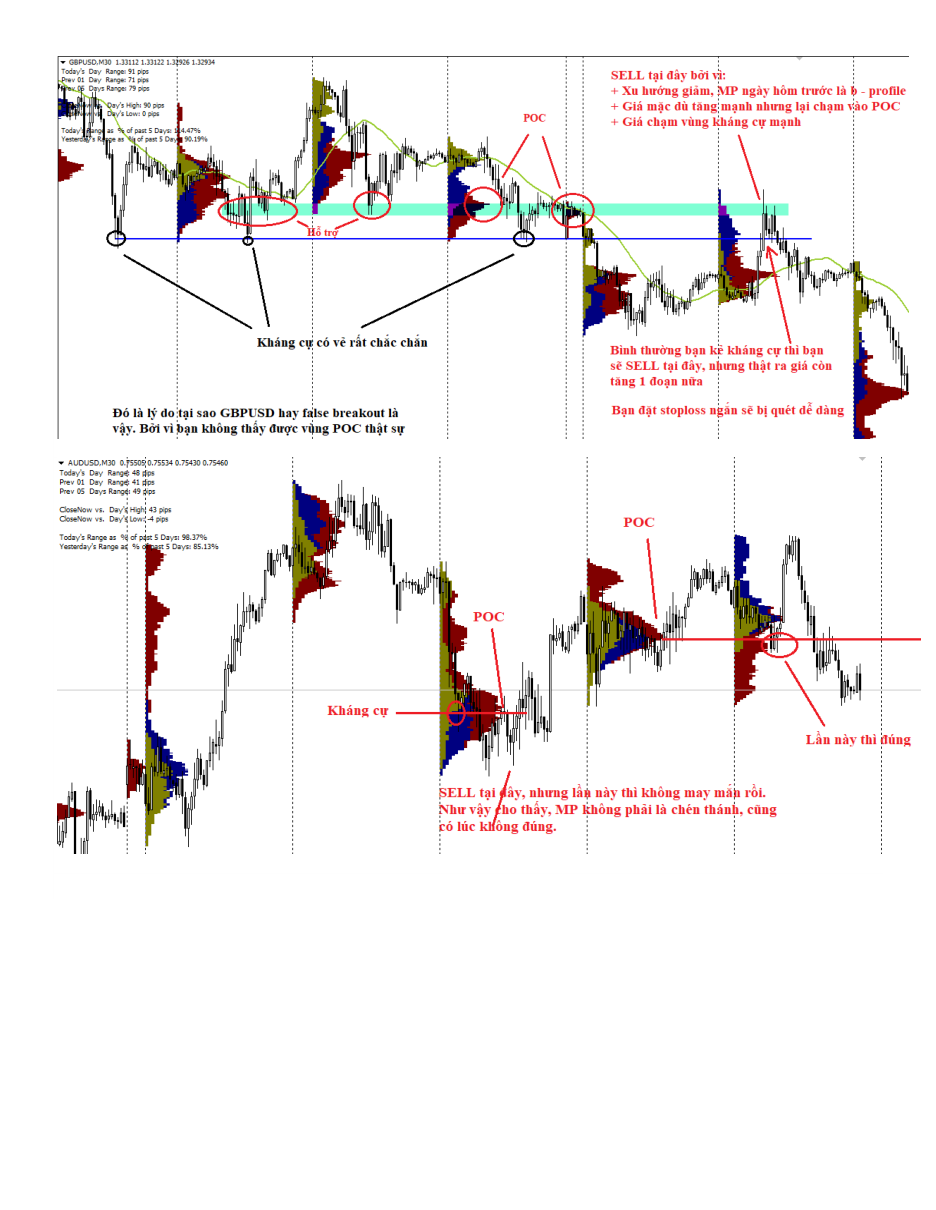 GBPUSD,M30 1.33112 1.33122 1.32926 1.32934
Today's Day Range: 91 pips
Prev 01 Day Range: 71 pips
Prev 05 Days Range: 79 pips
vs. Day's High: 90 pips
vs. Day's Low: 0 pips
Today's Range as % of past 5 Days: 114.47%
Yesterday's Range as % of past 5 Days: 90.19%
SELL tại đây bởi vì:
+ Xu hướng giảm, MP ngày hôm trước là b - profile
+ Giá mặc dù tăng mạnh nhưng lại chạm vào POC
+ Giá chạm vùng kháng cự mạnh
POC
Hỗ trợ
Kháng cự có vẻ rất chắc chắn
Bình thường bạn kẻ kháng cự thì bạn
sẽ SELL tại đây, nhưng thật ra giá còn
tăng 1 đoạn nữa
Bạn đặt stoploss ngắn sẽ bị quét dễ dàng
Đó là lý do tại sao GBPUSD hay false breakout là
vậy. Bởi vì bạn không thấy được vùng POC thật sự
AUDUSD,M30 0.75505 0.75534 0.75430 0.75460
Today's Day Range: 48 pips
Prev 01 Day Range: 41 pips
Prev 05 Days Range: 49 pips
CloseNow vs. Day's High: 43 pips
CloseNow vs. Day's Low: -4 pips
Today's Range as % of past 5 Days: 98.37%
Yesterday's Range as % of past 5 Days: 85.13%
POC
POC
Kháng cự
Lần này thì đúng
SELL tại đây, nhưng lần này thì không may mắn rồi.
Như vậy cho thấy, MP không phải là chén thánh, cũng
có lúc không đúng.